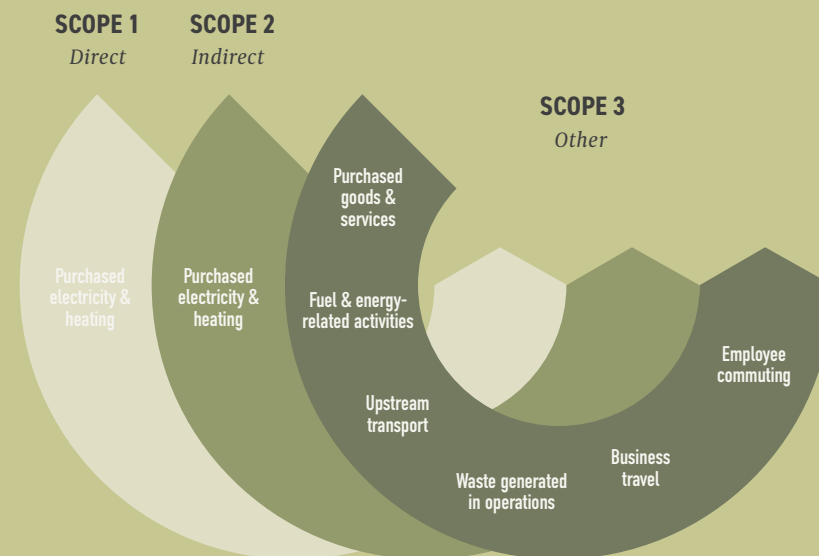 SCOPE 1
Direct
SCOPE 2
Indirect
SCOPE 3
Other
Purchased
electricity &
heating
Purchased
electricity &
heating
Purchased
goods &
services
Fuel & energy-
related activities
Upstream
transport
Waste generated
in operations
Business
travel
Employee
commuting